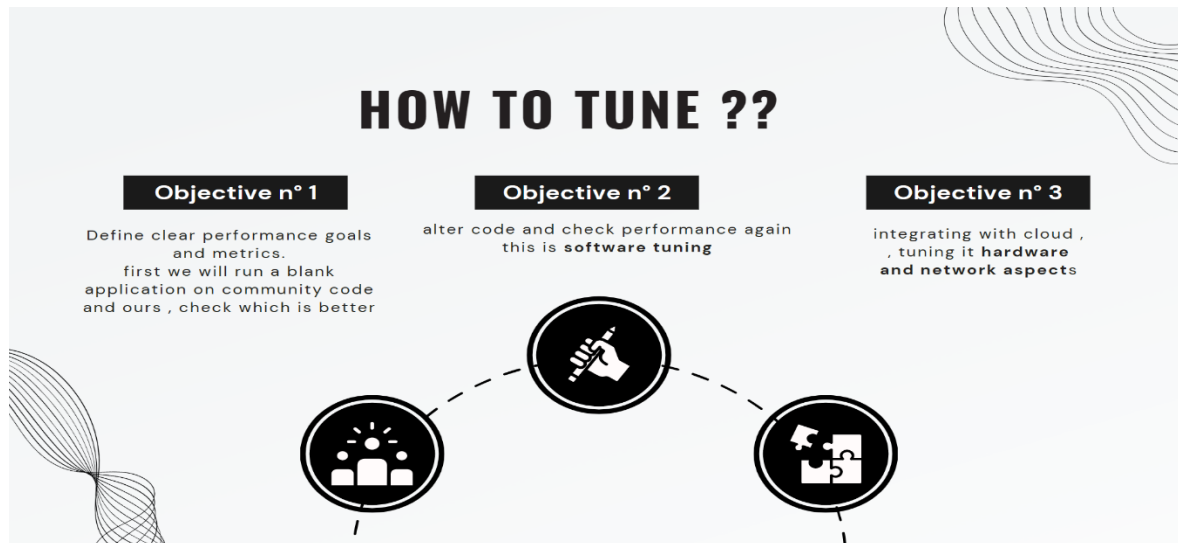 HOW TO TUNE ??
Objective n° 1
Define clear performance goals
and metrics.
first we will run a blank
application on community code
and ours , check which is better
Objective n° 2
alter code and check performance again
this is software tuning
Objective n° 3
integrating with cloud ,
, tuning it hardware
and network aspects